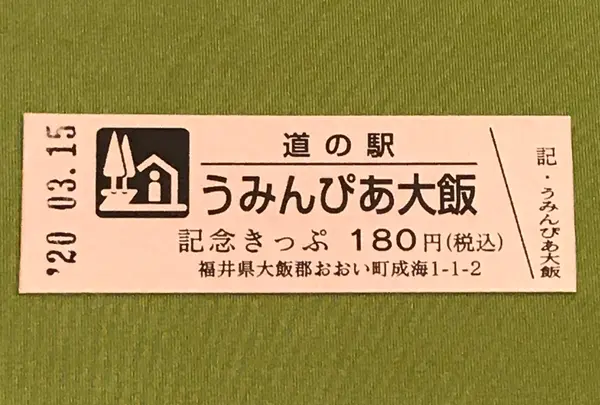 '20 03.15
道の駅
うみんぴあ大飯
記念きっぷ 180円(税込)
福井県大飯郡おおい町成海1-1-2
記・うみんぴあ大飯